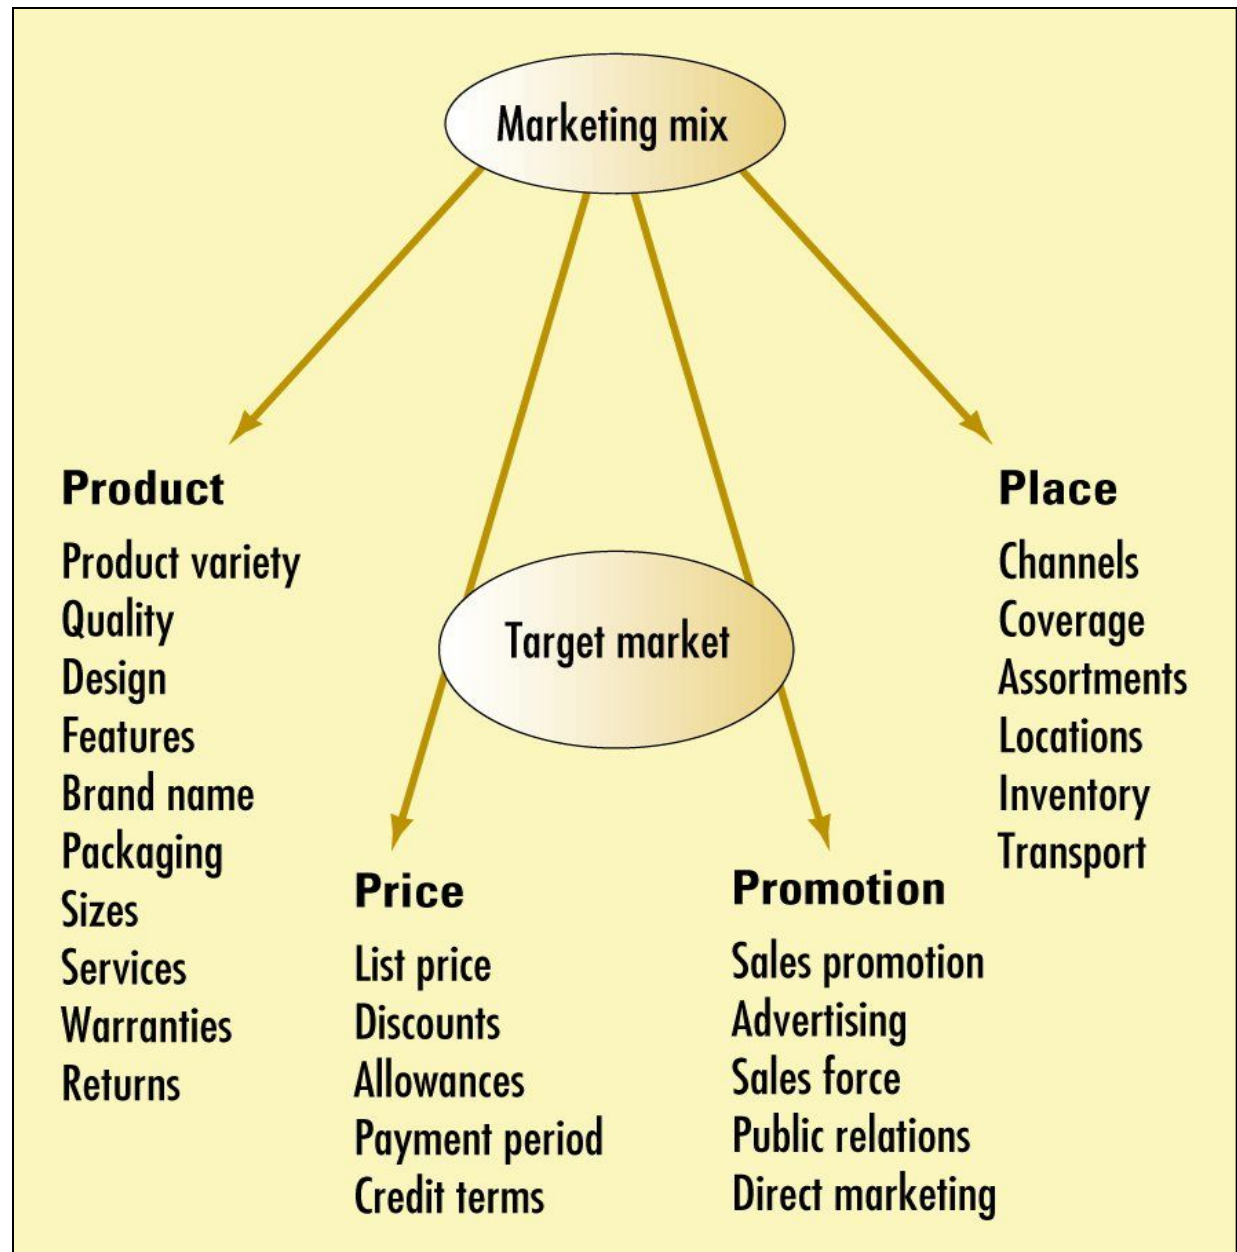 Marketing mix
Target market
Product
Product variety
Quality
Design
Features
Brand name
Packaging
Sizes
Services
Warranties
Returns
Price
List price
Discounts
Allowances
Payment period
Credit terms
Promotion
Sales promotion
Advertising
Sales force
Public relations
Direct marketing
Place
Channels
Coverage
Assortments
Locations
Inventory
Transport